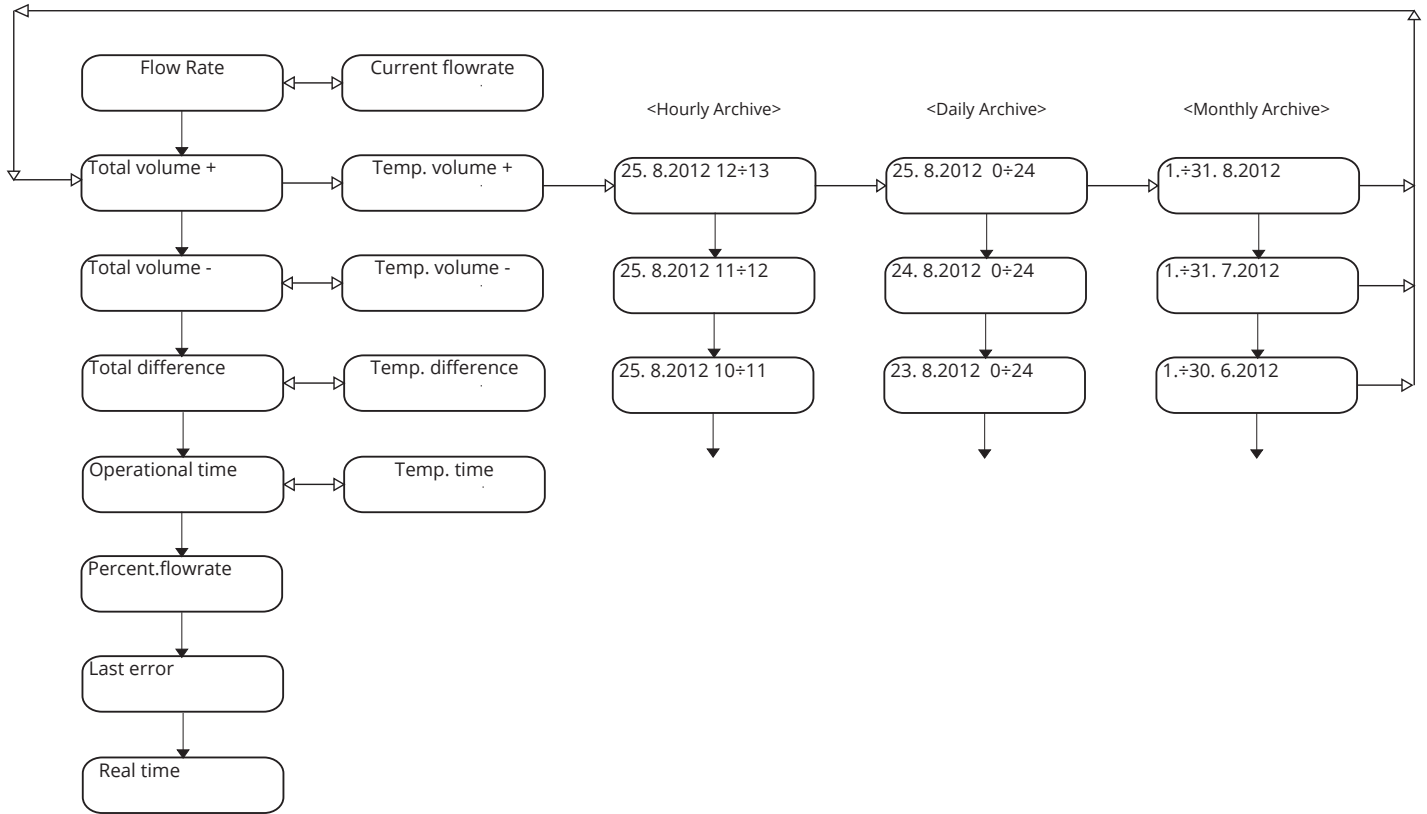 Flow Rate
Current flowrate
<Hourly Archive>
<Daily Archive>
<Monthly Archive>
Total volume +
Temp. volume +
25. 8.2012 12÷13
25. 8.2012  0÷24
1.÷31. 8.2012
Total volume -
Temp. volume -
25. 8.2012 11÷12
24. 8.2012  0÷24
1.÷31. 7.2012
Total difference
Temp. difference
25. 8.2012 10÷11
23. 8.2012  0÷24
1.÷30. 6.2012
Operational time
Temp. time
Percent.flowrate
Last error
Real time